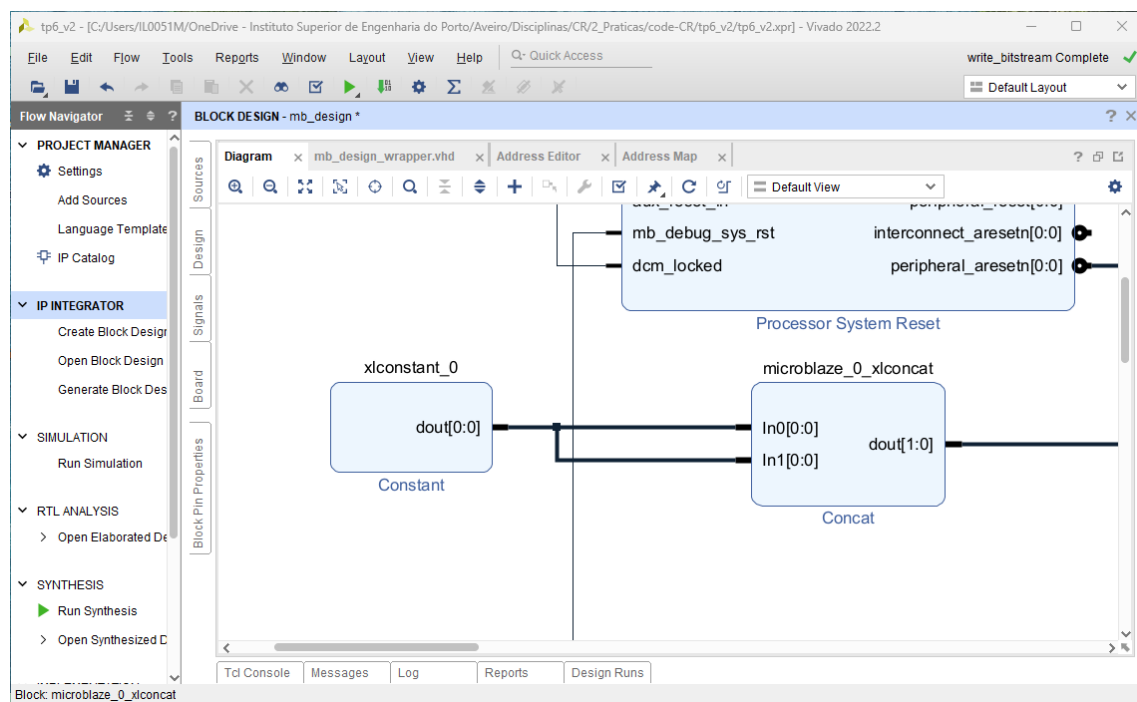 tp6_v2 - [C:/Users/IL0051M/OneDrive - Instituto Superior de Engenharia do Porto/Aveiro/Disciplinas/CR/2_Praticas/code-CR/tp6_v2/tp6_v2.xpr] - Vivado 2022.2
File Edit Flow Tools Reports Window Layout View Help Q- Quick Access write_bitstream Complete
Default Layout
Flow Navigator ? BLOCK DESIGN - mb_design * ?
PROJECT MANAGER
Settings
Add Sources
Language Template
IP Catalog
IP INTEGRATOR
Create Block Design
Open Block Design
Generate Block Des
SIMULATION
Run Simulation
RTL ANALYSIS
Open Elaborated De
SYNTHESIS
Run Synthesis
Open Synthesized D
Sources
Design
Signals
Board
Block Pin Properties
Diagram mb_design_wrapper.vhd Address Editor Address Map ?
Default View
mb_debug_sys_rst interconnect_aresetn[0:0]
dcm_locked peripheral_aresetn[0:0]
Processor System Reset
xlconstant_0
dout[0:0]
Constant
microblaze_0_xlconcat
In0[0:0]
dout[1:0]
In1[0:0]
Concat
Tcl Console Messages Log Reports Design Runs
Block: microblaze_0_xlconcat